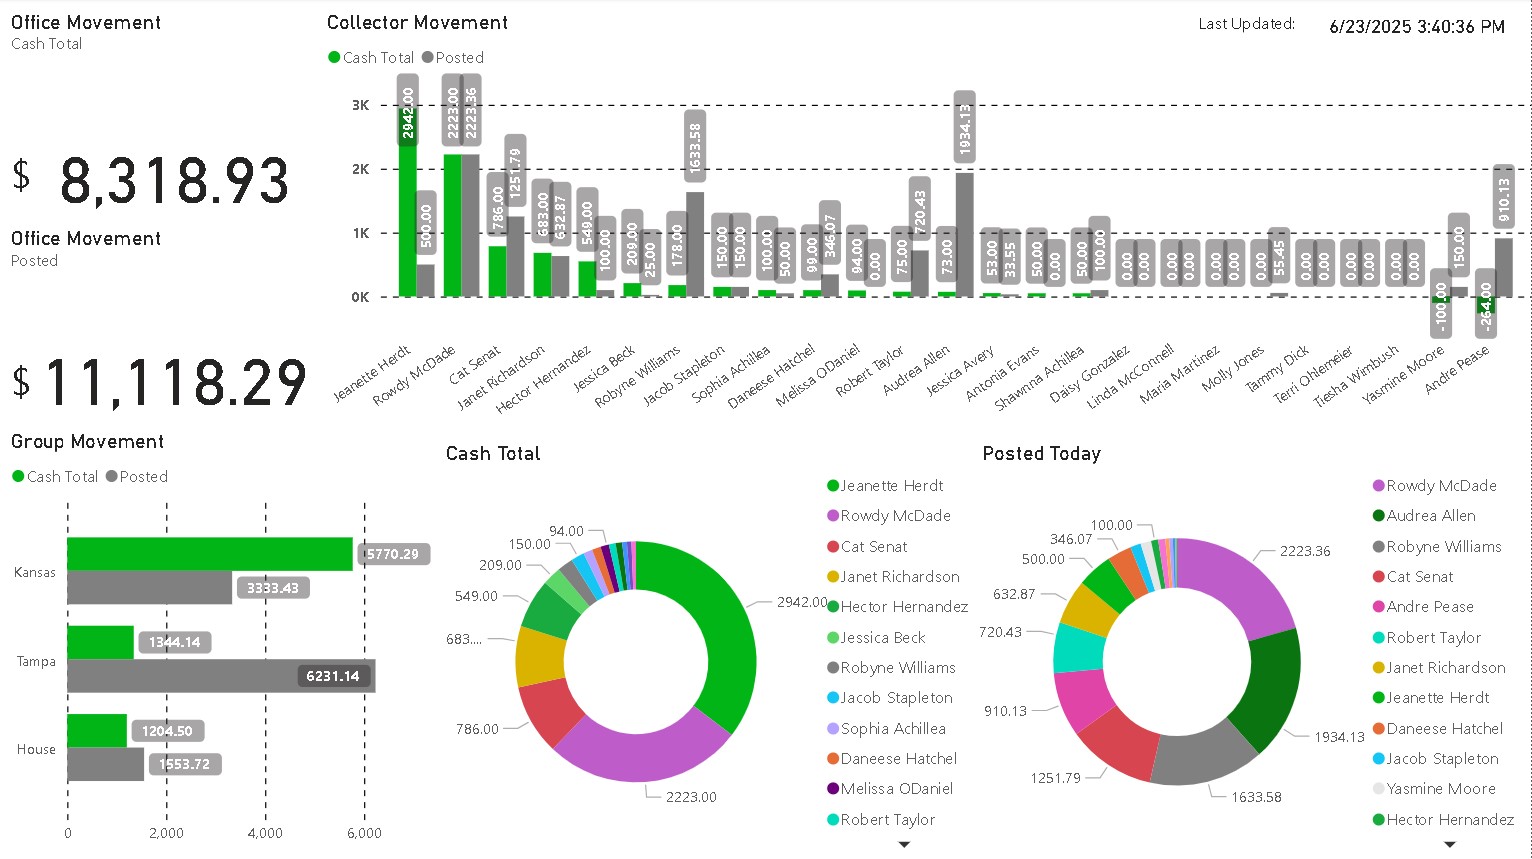 Office Movement
Cash Total
$ 8,318.93
Office Movement
Posted
$ 11,118.29
Collector Movement
Last Updated: 6/23/2025 3:40:36 PM
Cash Total Posted
3K
2K
1K
0K
2942.00
500.00
2223.00
2223.36
786.00
1251.79
683.00
632.87
549.00
100.00
209.00
25.00
178.00
1633.58
150.00
150.00
100.00
50.00
99.00
346.07
94.00
0.00
75.00
720.43
73.00
1934.13
53.00
33.55
50.00
0.00
50.00
100.00
0.00
0.00
0.00
0.00
0.00
0.00
0.00
55.45
0.00
0.00
0.00
0.00
0.00
0.00
-100.00
150.00
-264.00
910.13
Jeanette Herdt
Rowdy McDade
Cat Senat
Janet Richardson
Hector Hernandez
Jessica Beck
Robyne Williams
Jacob Stapleton
Sophia Achillea
Daneese Hatchel
Melissa ODaniel
Robert Taylor
Audrea Allen
Jessica Avery
Antonia Evans
Shawnna Achillea
Daisy Gonzalez
Linda McConnell
Maria Martinez
Molly Jones
Tammy Dick
Terri Ohlemeier
Tiesha Wimbush
Yasmine Moore
Andre Pease
Group Movement
Cash Total Posted
Kansas
5770.29
3333.43
Tampa
1344.14
6231.14
House
1204.50
1553.72
0 2,000 4,000 6,000
Cash Total
94.00
150.00
209.00
549.00
683....
786.00
2942.00
2223.00
Jeanette Herdt
Rowdy McDade
Cat Senat
Janet Richardson
Hector Hernandez
Jessica Beck
Robyne Williams
Jacob Stapleton
Sophia Achillea
Daneese Hatchel
Melissa ODaniel
Robert Taylor
Posted Today
100.00
346.07
500.00
632.87
720.43
910.13
1251.79
2223.36
1934.13
1633.58
Rowdy McDade
Audrea Allen
Robyne Williams
Cat Senat
Andre Pease
Robert Taylor
Janet Richardson
Jeanette Herdt
Daneese Hatchel
Jacob Stapleton
Yasmine Moore
Hector Hernandez